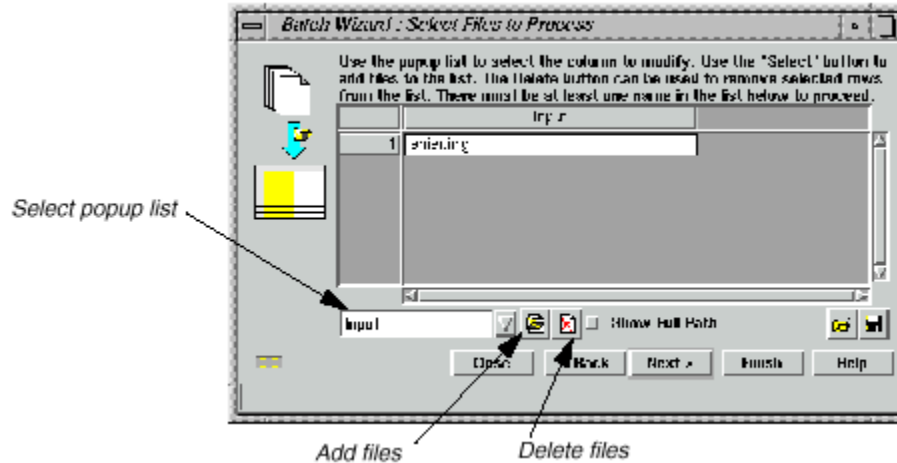 Batch Wizard : Select Files to Process
Use the popup list to select the column to modify. Use the "Select" button to
add files to the list. The Delete button can be used to remove selected rows
from the list. There must be at least one name in the list below to proceed.
Input
1
Select popup list
Input
Show Full Path
Close
Back
Next >
Finish
Help
Add files
Delete files